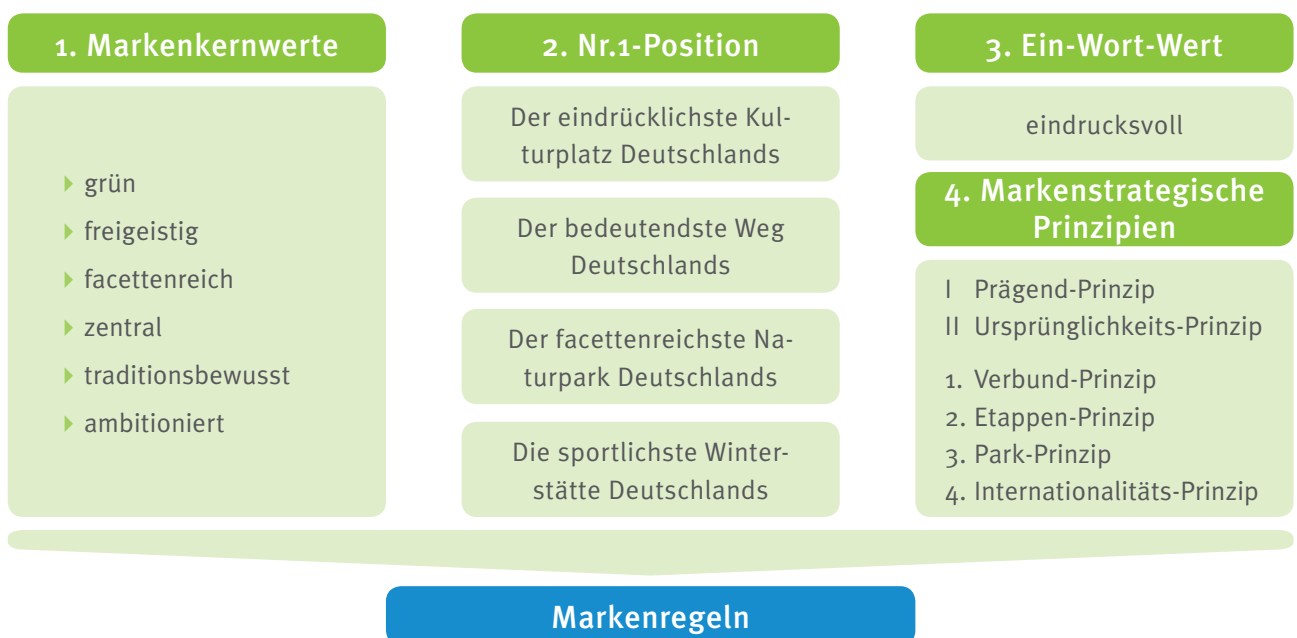 1. Markenkernwerte
grün
freigeistig
facettenreich
zentral
traditionsbewusst
ambitioniert
2. Nr.1-Position
Der eindrücklichste Kul-
turplatz Deutschlands
Der bedeutendste Weg
Deutschlands
Der facettenreichste Na-
turpark Deutschlands
Die sportlichste Winter-
stätte Deutschlands
3. Ein-Wort-Wert
eindrucksvoll
4. Markenstrategische
Prinzipien
I Prägend-Prinzip
II Ursprünglichkeits-Prinzip
1. Verbund-Prinzip
2. Etappen-Prinzip
3. Park-Prinzip
4. Internationalitäts-Prinzip
Markenregeln